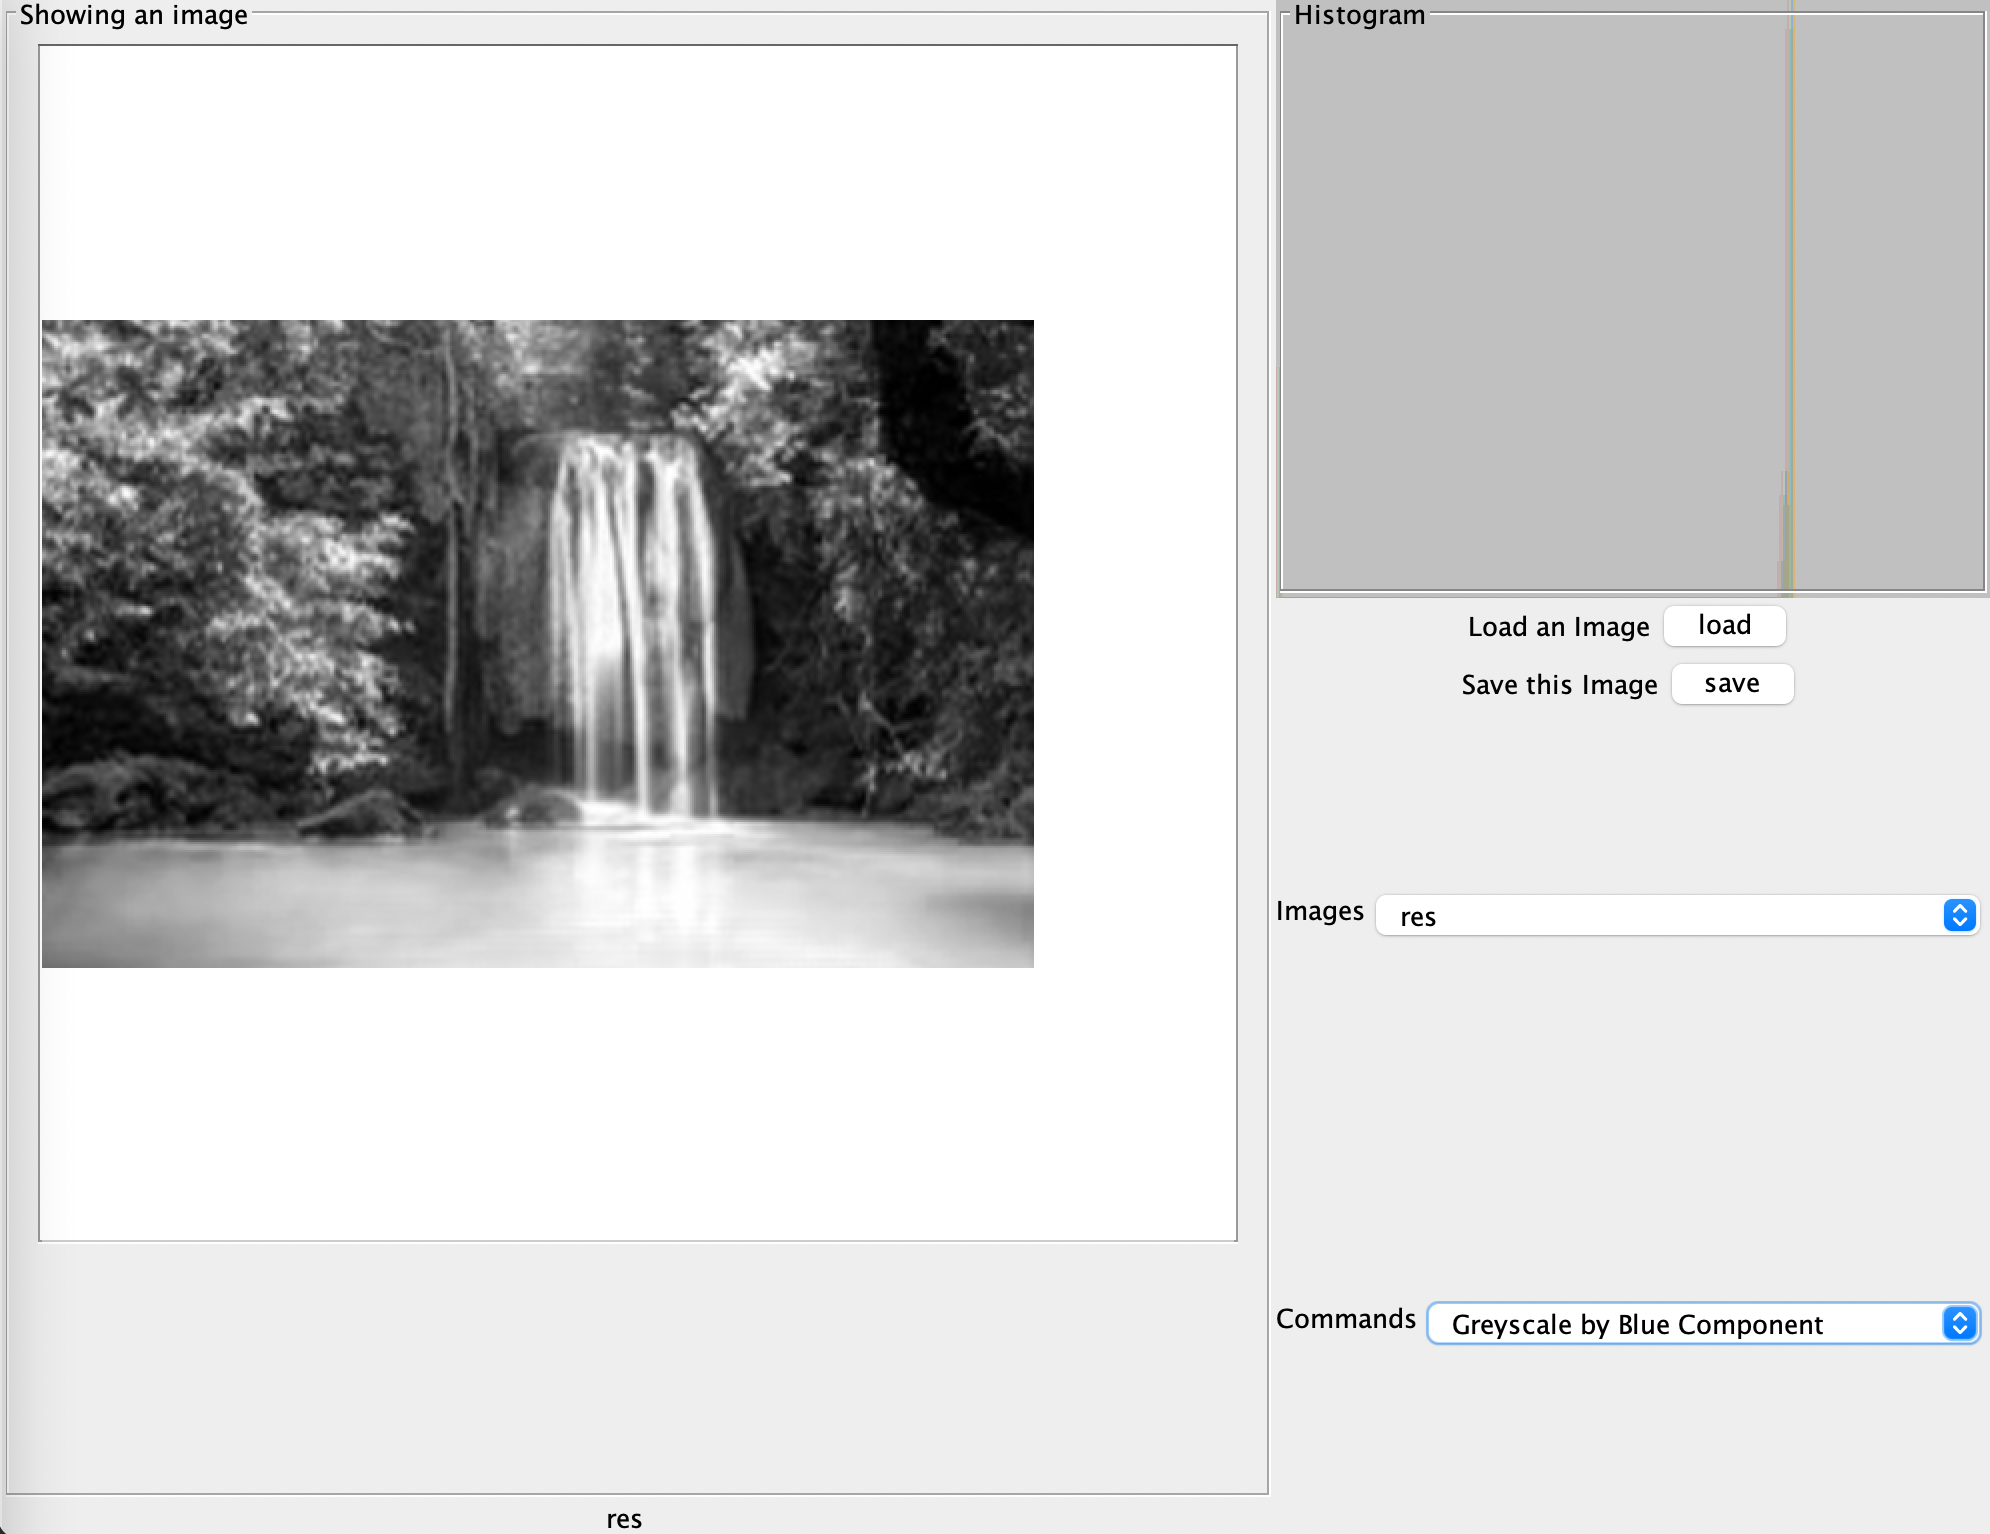 Showing an image
Histogram
Load an Image load
Save this Image save
Images res
Commands Greyscale by Blue Component
res